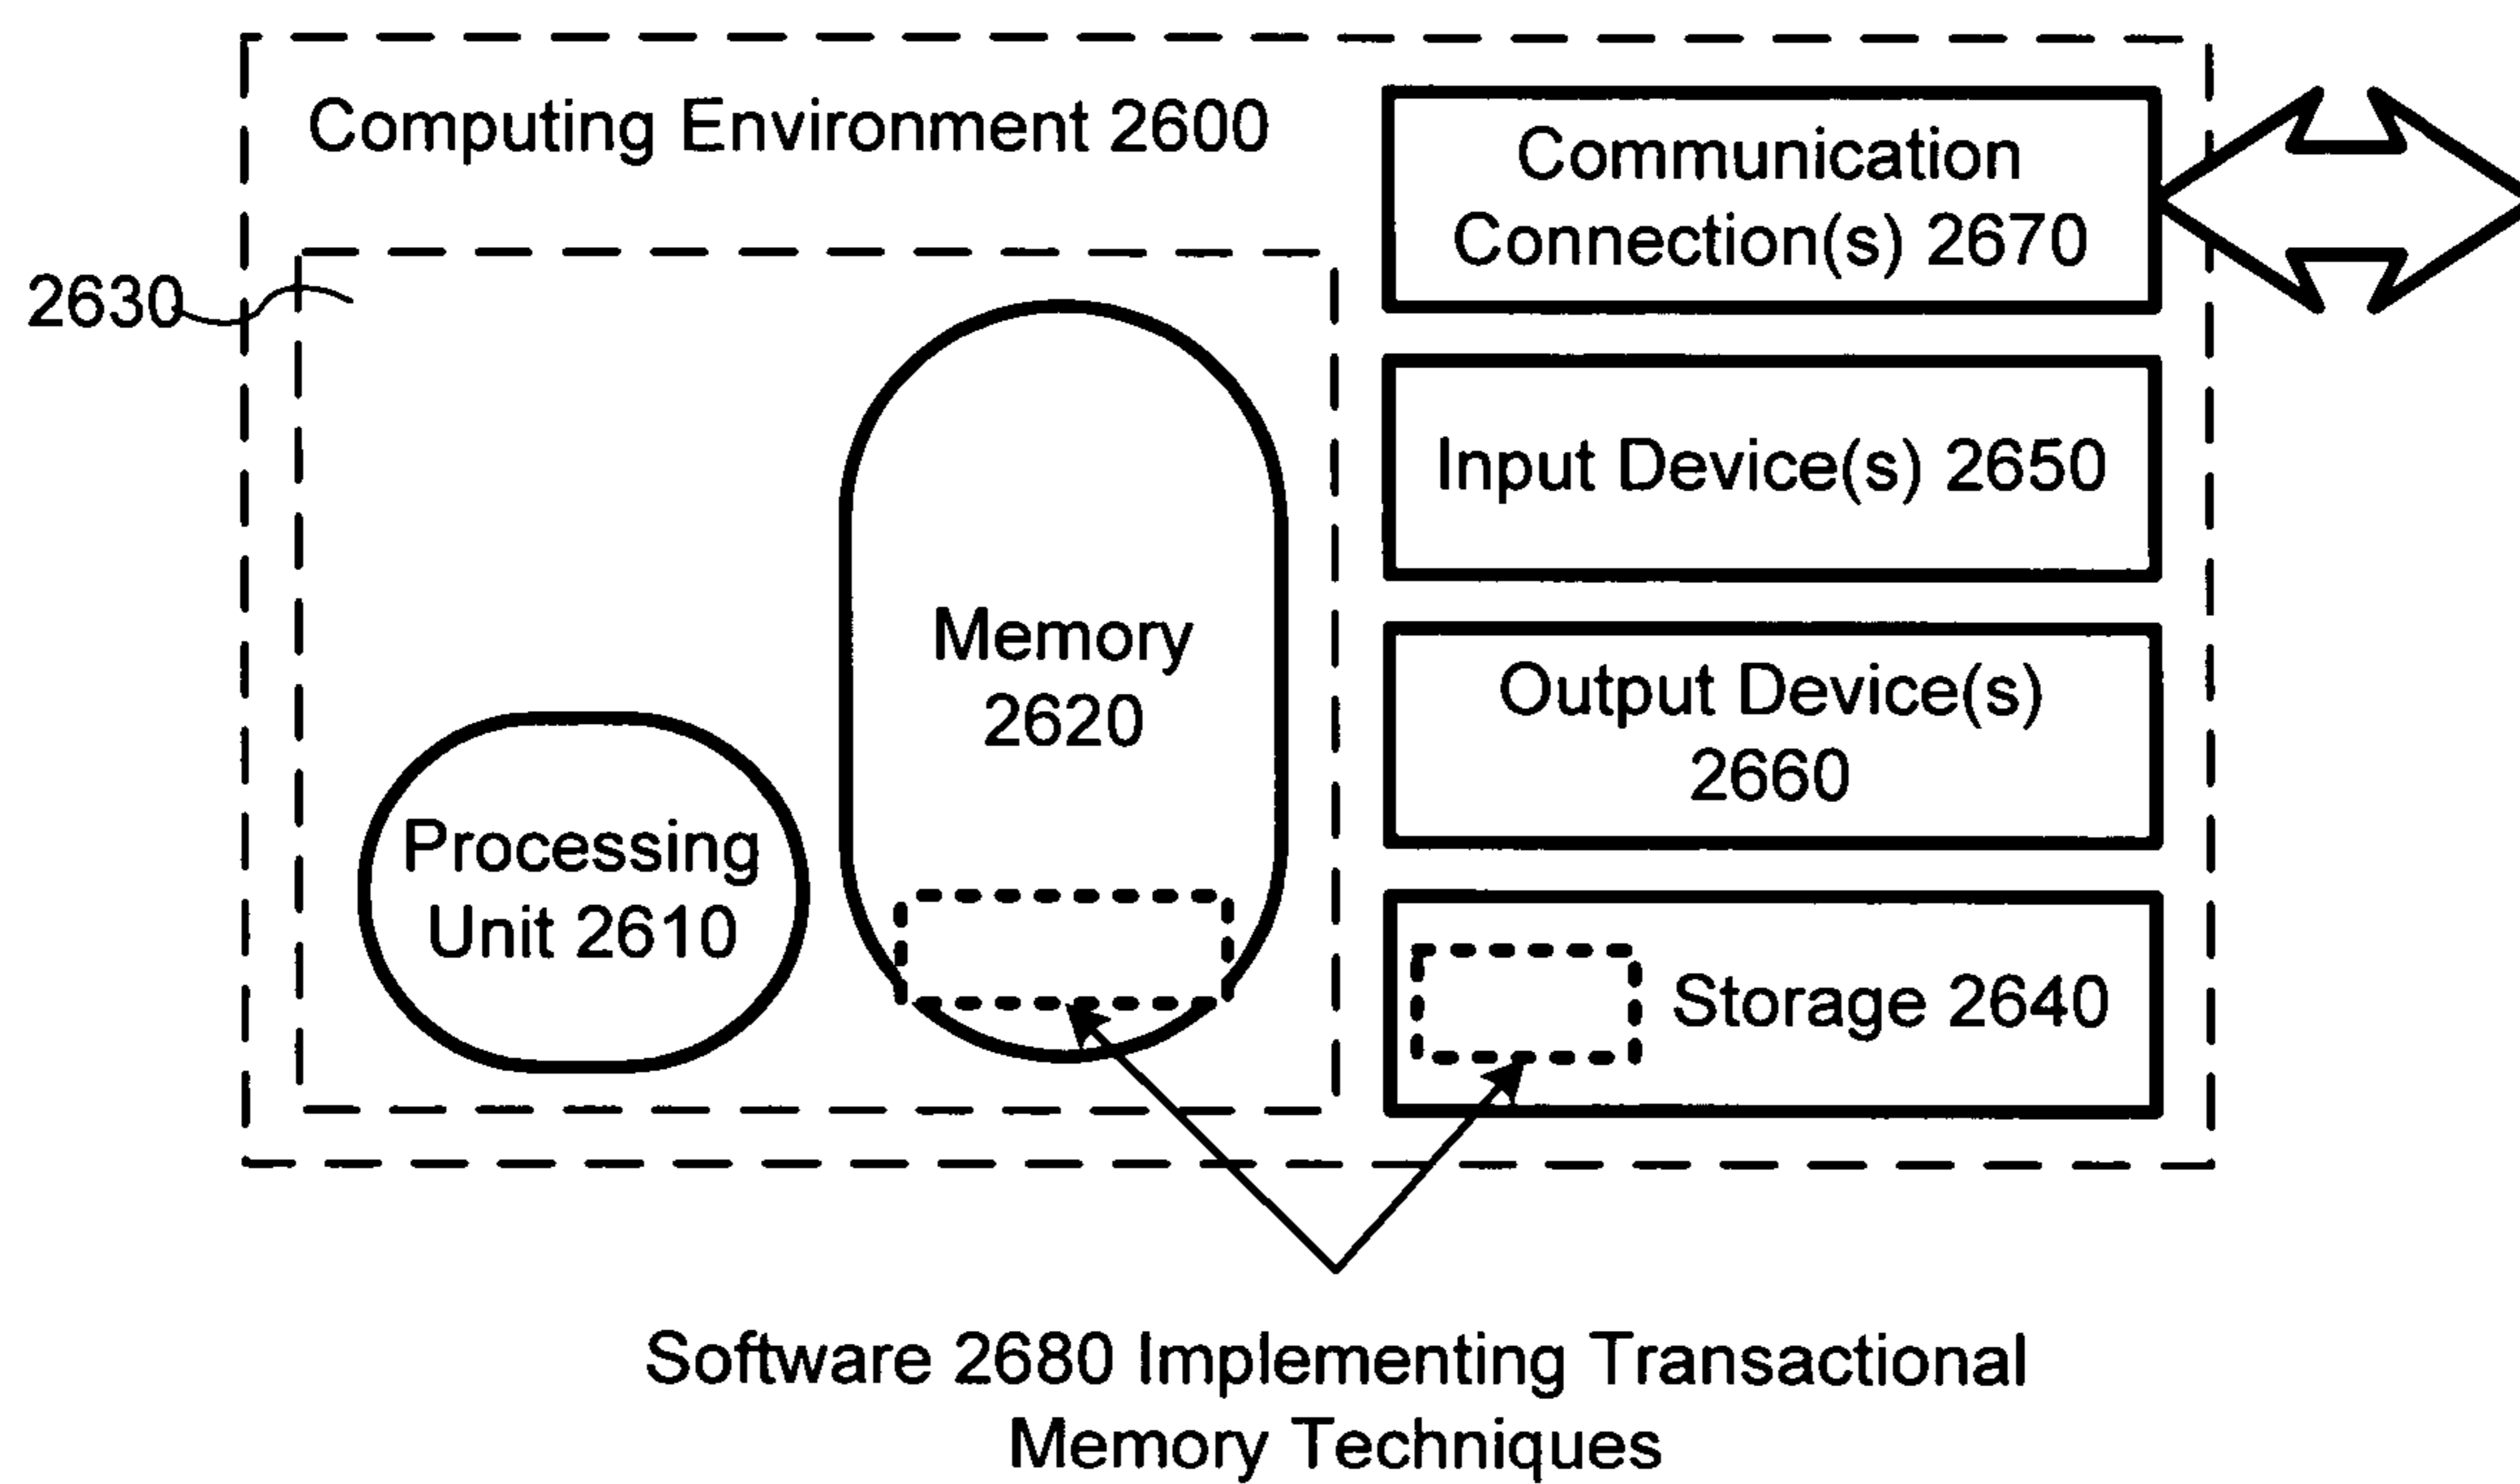 Computing Environment 2600
Communication
Connection(s) 2670
2630
Input Device(s) 2650
Memory
2620
Output Device(s)
2660
Processing
Unit 2610
Storage 2640
Software 2680 Implementing Transactional
Memory Techniques